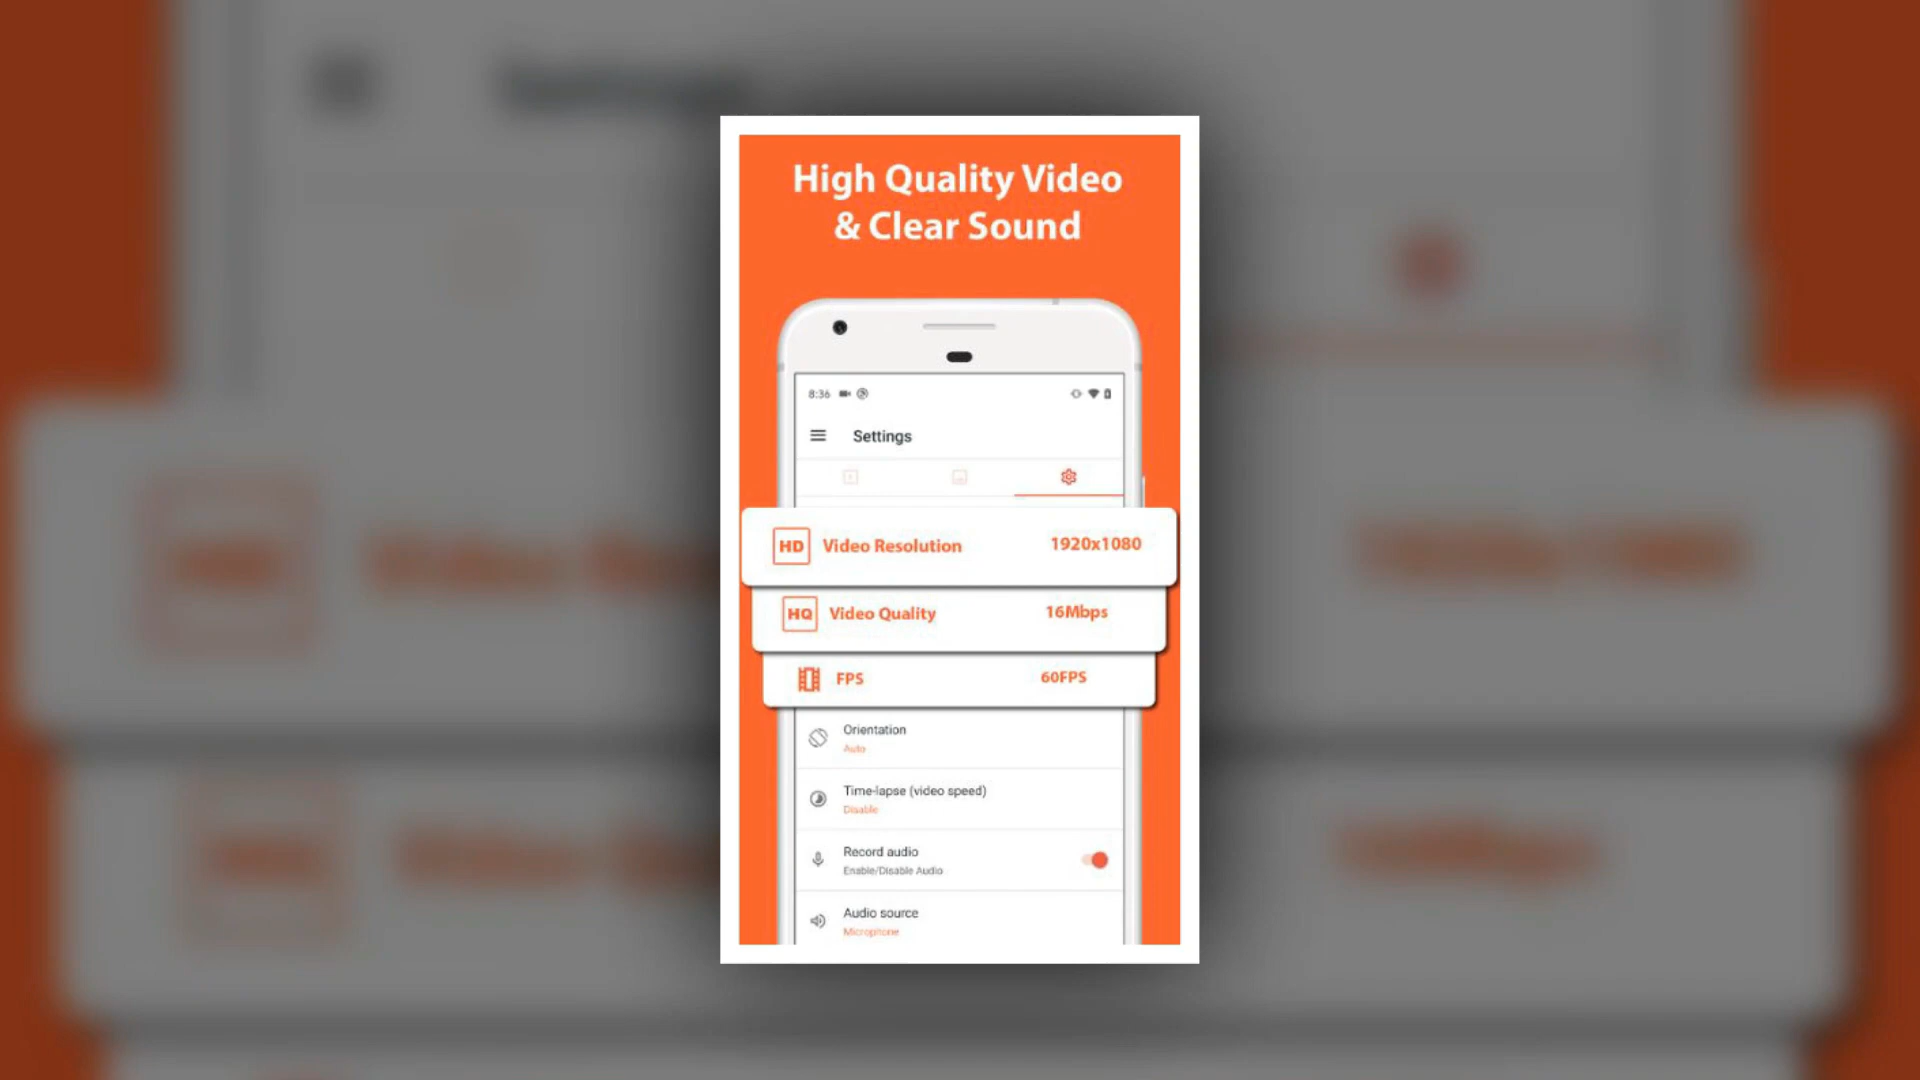 High Quality Video
& Clear Sound
8:36
Settings
HD Video Resolution 1920x1080
HQ Video Quality 16Mbps
FPS 60FPS
Orientation
Auto
Time-lapse (video speed)
Disable
Record audio
Enable/Disable Audio
Audio source
Microphone